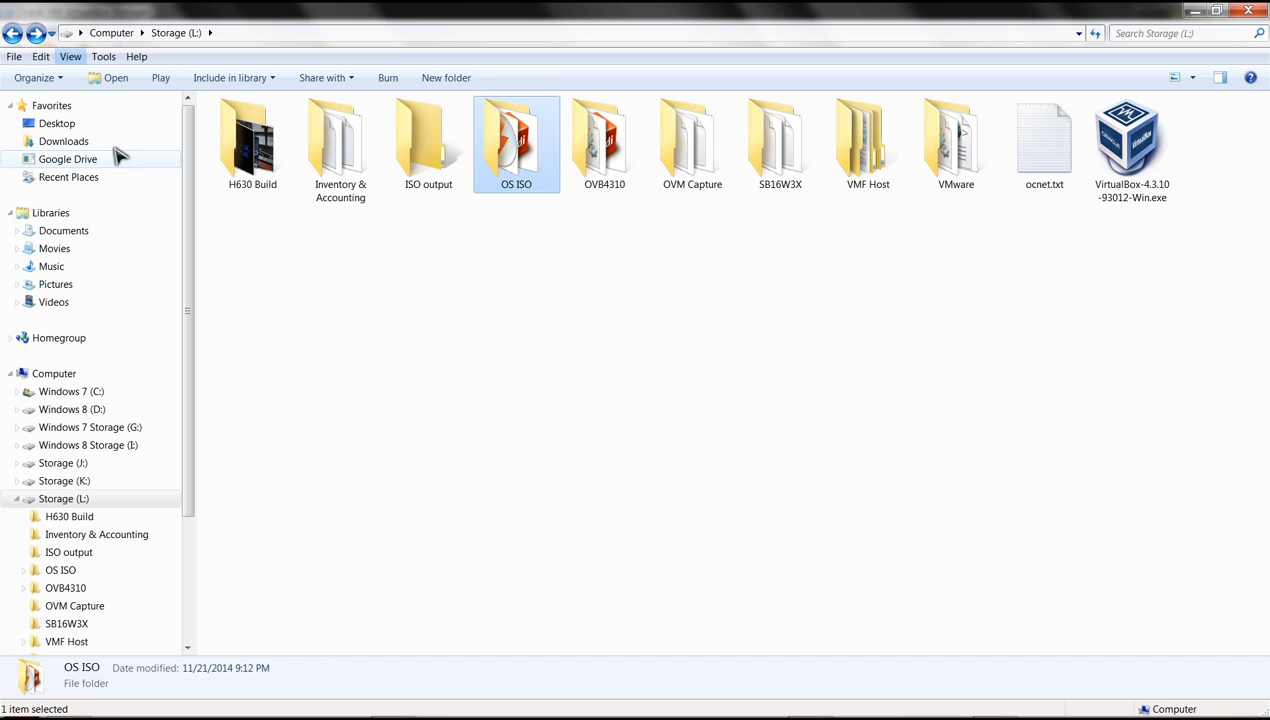 Computer Storage (L:)
Search Storage (L:)
File Edit View Tools Help
Organize Open Play Include in library Share with Burn New folder
Favorites
Desktop
Downloads
Google Drive
Recent Places
Libraries
Documents
Movies
Music
Pictures
Videos
Homegroup
Computer
Windows 7 (C:)
Windows 8 (D:)
Windows 7 Storage (G:)
Windows 8 Storage (I:)
Storage (J:)
Storage (K:)
Storage (L:)
H630 Build
Inventory & Accounting
ISO output
OS ISO
OVB4310
OVM Capture
SB16W3X
VMF Host
H630 Build
Inventory &
Accounting
ISO output
OS ISO
OVB4310
OVM Capture
SB16W3X
VMF Host
VMware
ocnet.txt
VirtualBox-4.3.10
-93012-Win.exe
OS ISO Date modified: 11/21/2014 9:12 PM
File folder
1 item selected
Computer